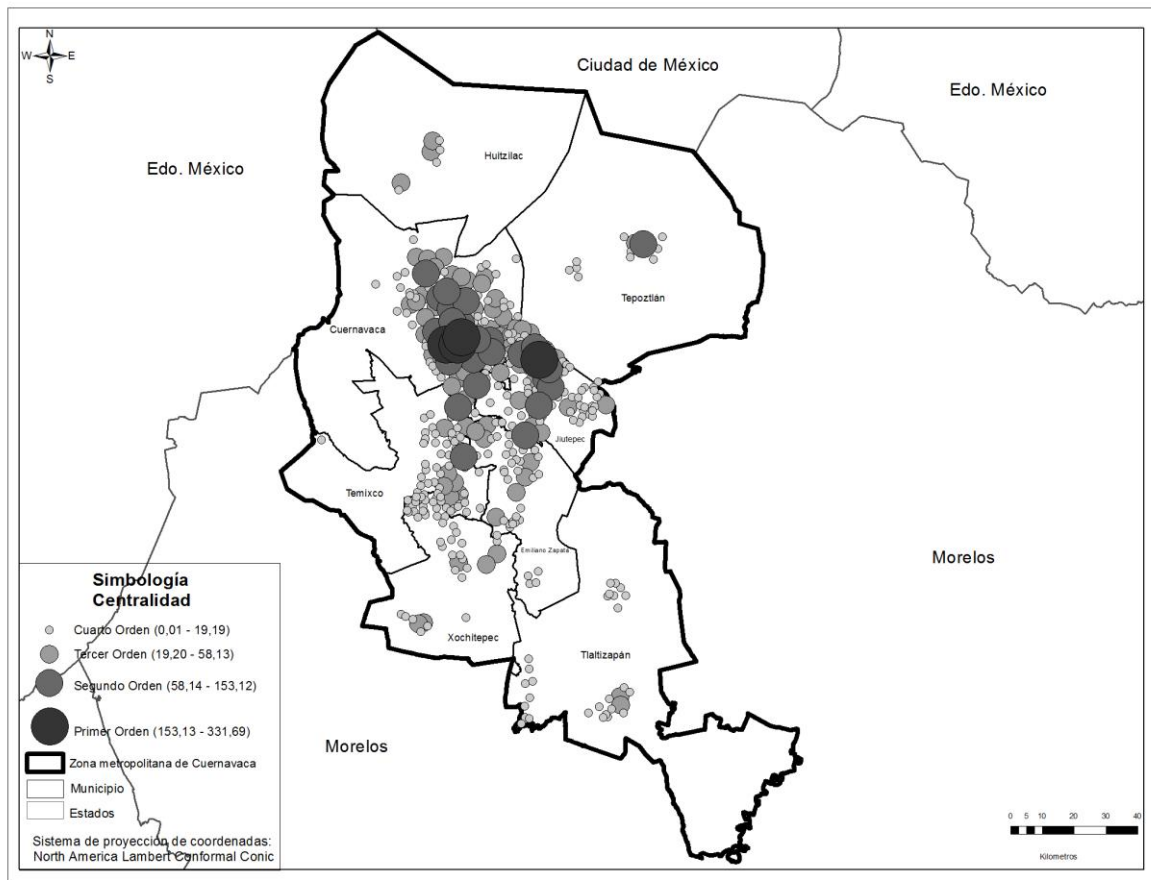 N
W E
S
Ciudad de México
Edo. México
Edo. México
Huitzilac
Tepoztlán
Cuernavaca
Jiutepec
Temixco
Emiliano Zapata
Morelos
Xochitepec
Tlaltizapán
Morelos
Simbología
Centralidad
Cuarto Orden (0,01 - 19,19)
Tercer Orden (19,20 - 58,13)
Segundo Orden (58,14 - 153,12)
Primer Orden (153,13 - 331,69)
Zona metropolitana de Cuernavaca
Municipio
Estados
Sistema de proyección de coordenadas:
North America Lambert Conformal Conic
0 5 10 20 30 40
Kilometros